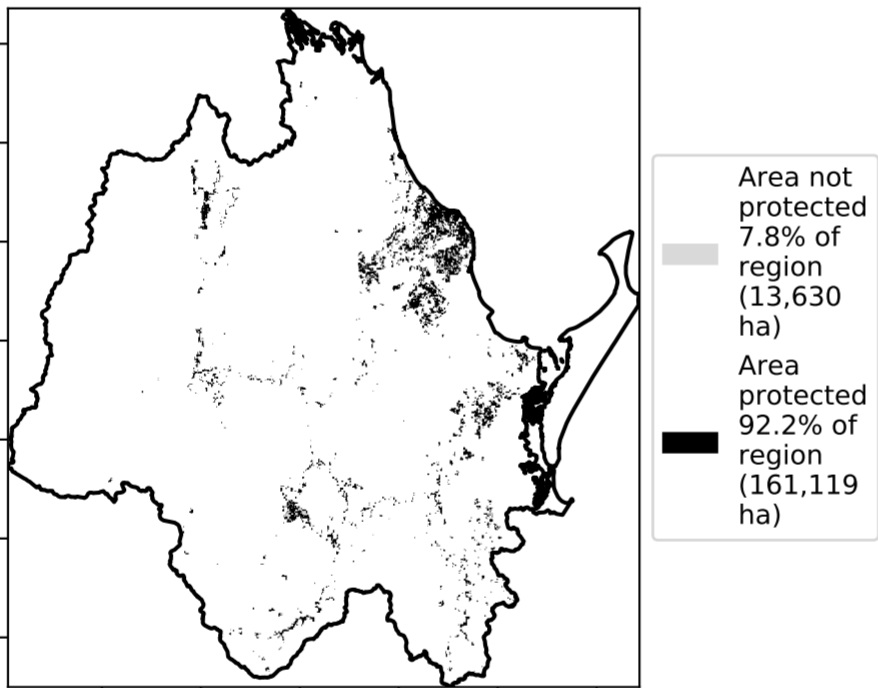 Area not
protected
7.8% of
region
(13,630
ha)
Area
protected
92.2% of
region
(161,119
ha)